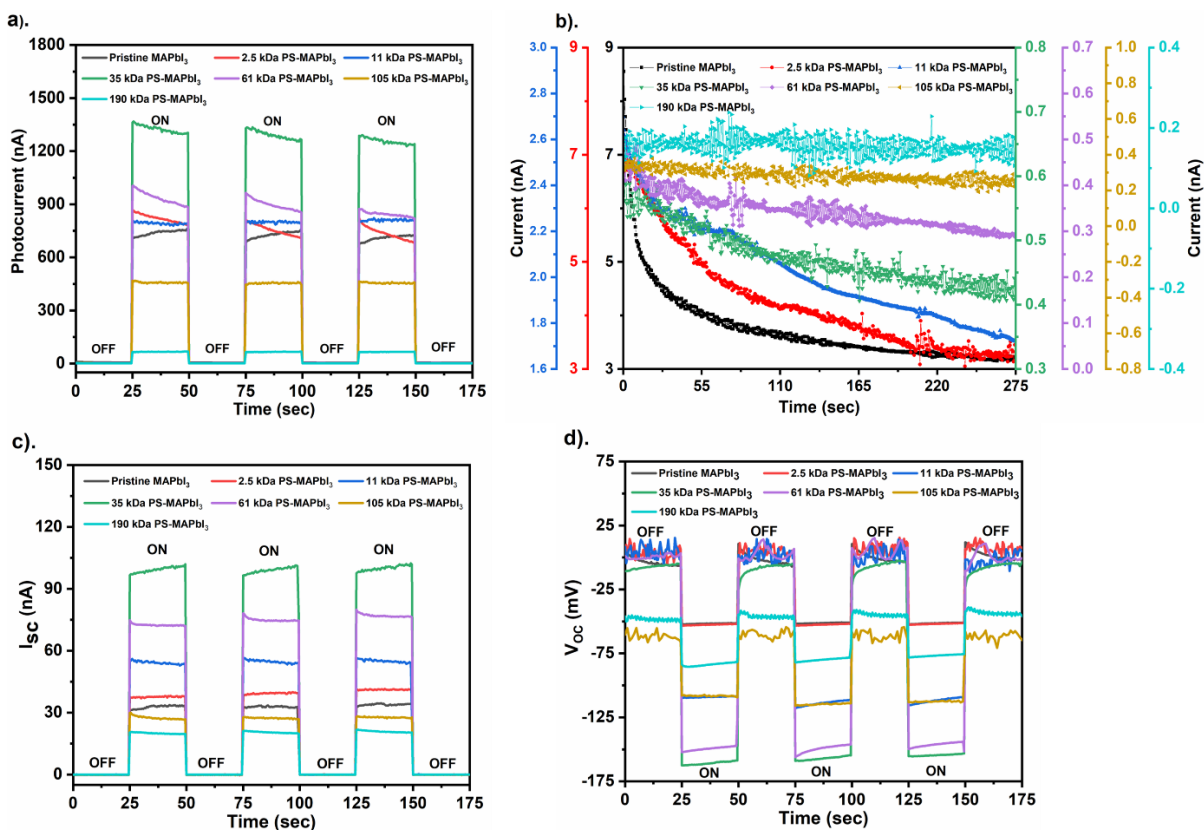 a).
1800
1500
1200
900
600
300
0
Photocurrent (nA)
Pristine MAPbI₃ 2.5 kDa PS-MAPbI₃ 11 kDa PS-MAPbI₃
35 kDa PS-MAPbI₃ 61 kDa PS-MAPbI₃ 105 kDa PS-MAPbI₃
190 kDa PS-MAPbI₃
ON ON ON
OFF OFF OFF OFF
0 25 50 75 100 125 150 175
Time (sec)
b).
3.0 9 9 0.8 0.7 1.0 0.4
2.8 0.8
0.7 0.6 0.6
2.6 7 7 0.2
0.5 0.4
2.4 0.6 0.2
0.4 0.0
2.2 0.0
5 5 0.5 0.3 -0.2
2.0 -0.4
0.2 -0.2
1.8 0.4 0.1 -0.6
1.6 3 3 0.3 0.0 -0.8 -0.4
Current (nA)
Current (nA)
Current (nA)
Pristine MAPbI₃ 2.5 kDa PS-MAPbI₃ 11 kDa PS-MAPbI₃
35 kDa PS-MAPbI₃ 61 kDa PS-MAPbI₃ 105 kDa PS-MAPbI₃
190 kDa PS-MAPbI₃
0 55 110 165 220 275
Time (sec)
c).
150
120
90
60
30
0
I_SC (nA)
Pristine MAPbI₃ 2.5 kDa PS-MAPbI₃ 11 kDa PS-MAPbI₃
35 kDa PS-MAPbI₃ 61 kDa PS-MAPbI₃ 105 kDa PS-MAPbI₃
190 kDa PS-MAPbI₃
ON ON ON
OFF OFF OFF OFF
0 25 50 75 100 125 150 175
Time (sec)
d).
75
25
-25
-75
-125
-175
V_OC (mV)
Pristine MAPbI₃ 2.5 kDa PS-MAPbI₃ 11 kDa PS-MAPbI₃
35 kDa PS-MAPbI₃ 61 kDa PS-MAPbI₃ 105 kDa PS-MAPbI₃
190 kDa PS-MAPbI₃
OFF OFF OFF OFF
ON ON ON
0 25 50 75 100 125 150 175
Time (sec)